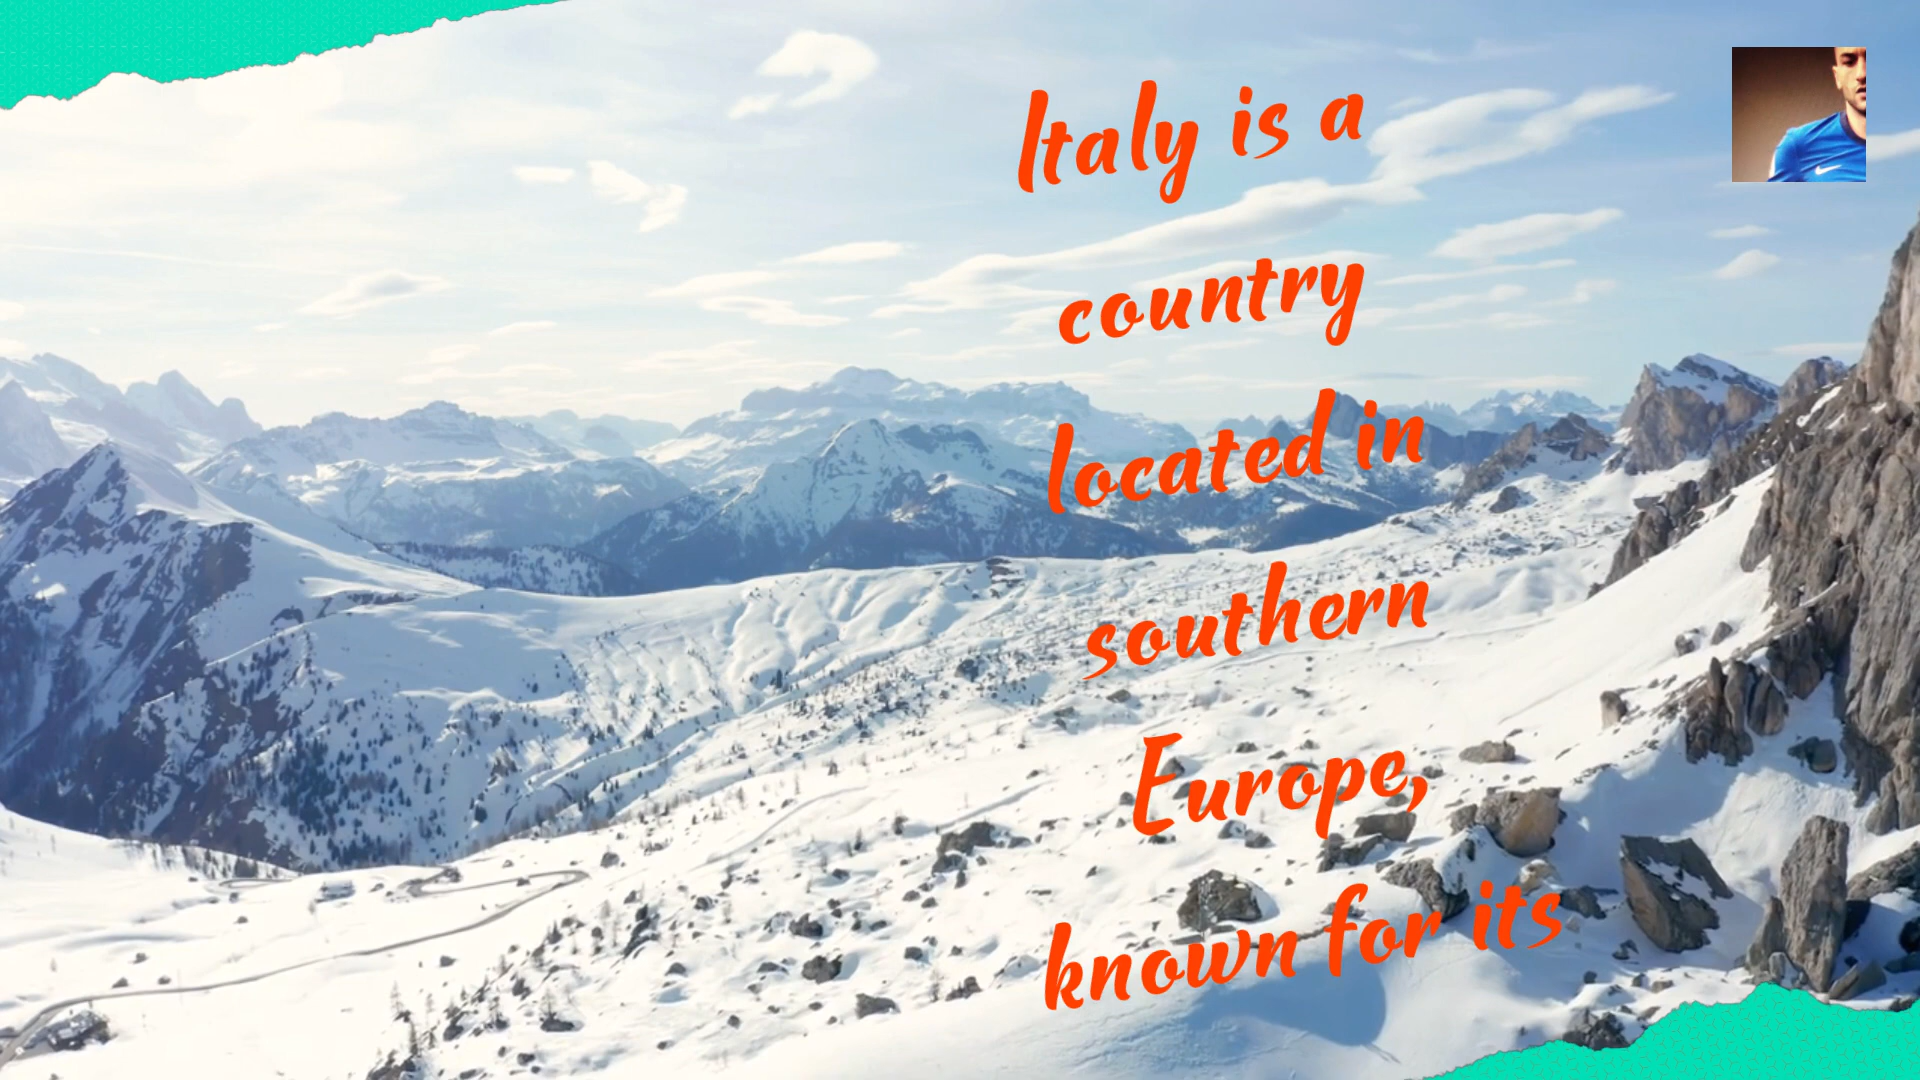 Italy is a
country
located in
southern
Europe,
known for its